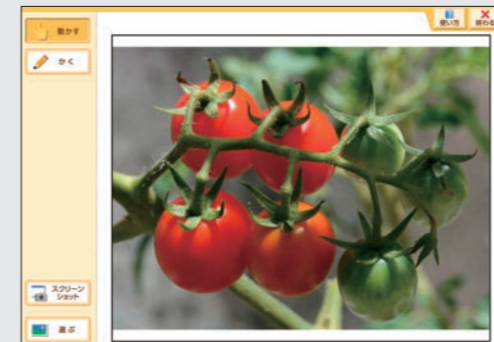 動かす
かく
使い方
終わる
スクリーン
ショット
選ぶ